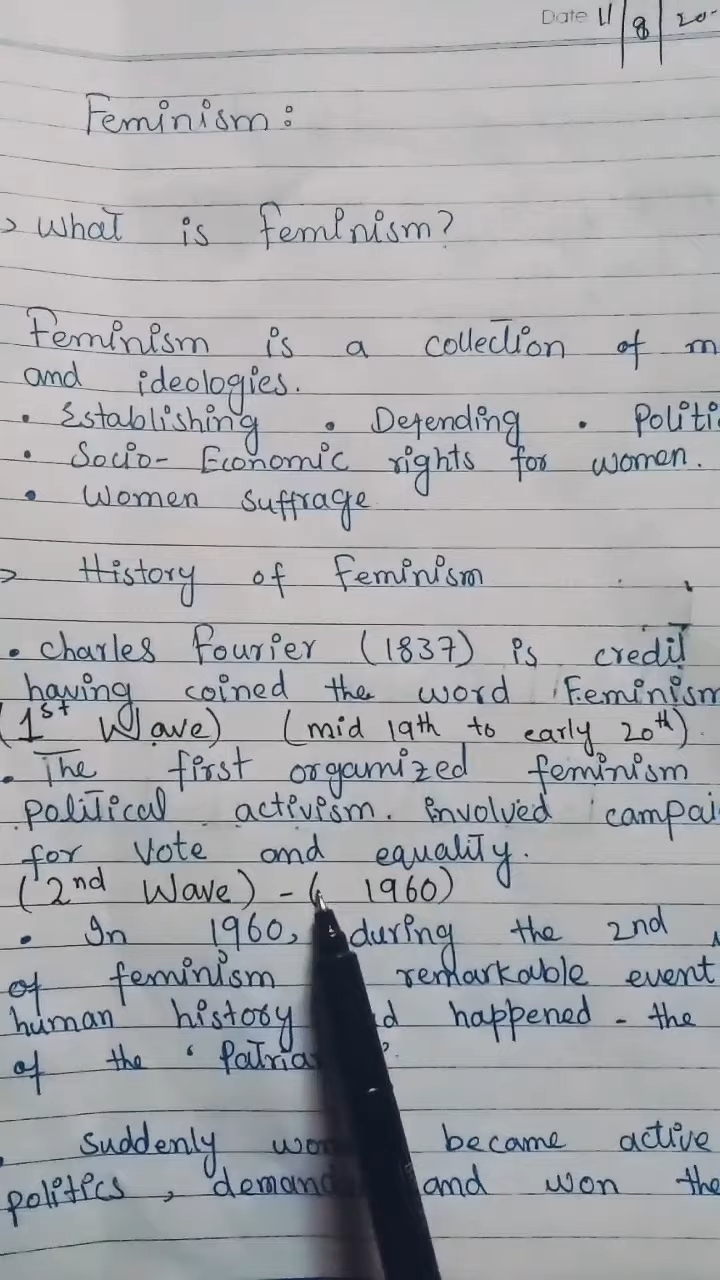 Date 11/8/20
Feminism:
> What is feminism?
Feminism is a collection of m
and ideologies.
• Establishing • Defending • Politi
• Socio-Economic rights for women.
• Women Suffrage
> History of Feminism
• Charles Fourier (1837) is credit
having coined the word 'Feminism
(1st Wave) (mid 19th to early 20th).
• The first organized feminism
political activism. involved campai
for Vote and equality.
(2nd Wave) - ( 1960)
• In 1960, during the 2nd
of feminism remarkable event
human history happened - the
of the 'Patria
Suddenly became active
politics, demand and won the